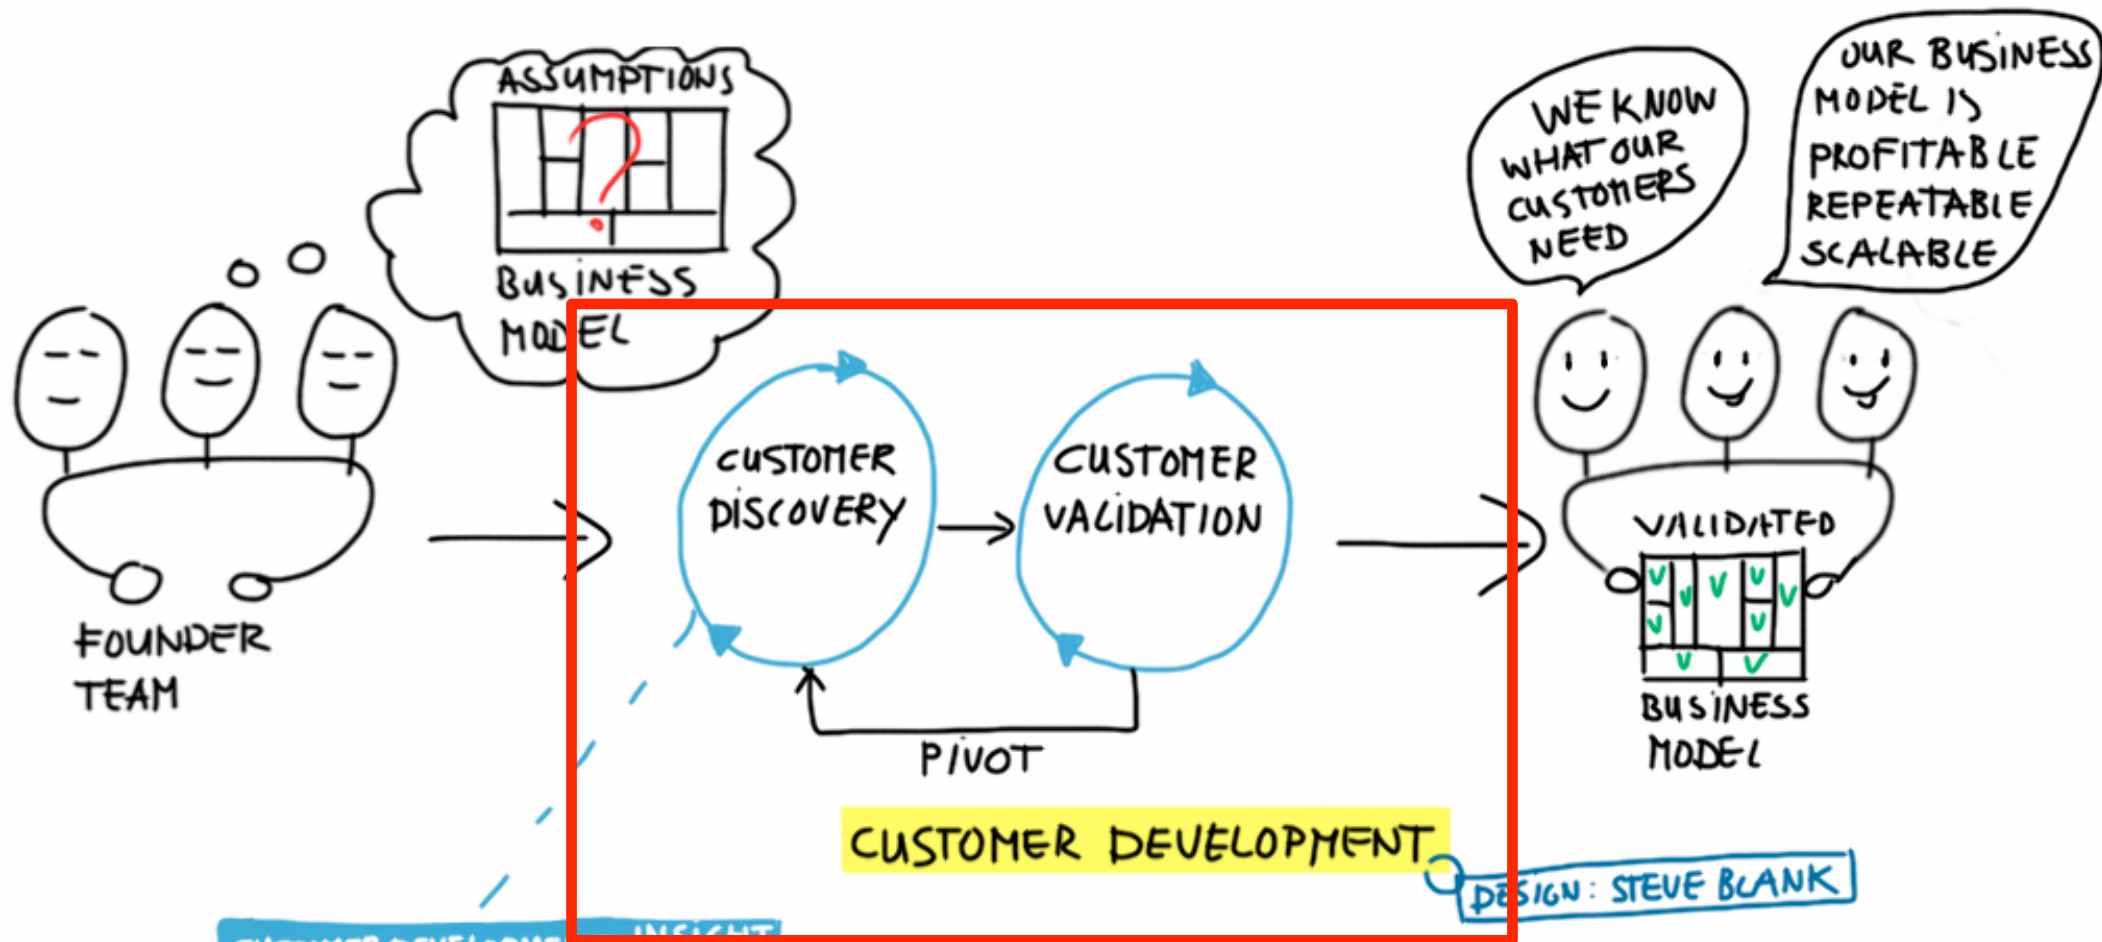 ASSUMPTIONS
?
BUSINESS
MODEL
FOUNDER
TEAM
CUSTOMER
DISCOVERY
CUSTOMER
VALIDATION
PIVOT
CUSTOMER DEVELOPMENT
DESIGN: STEVE BLANK
INSIGHT
WE KNOW
WHAT OUR
CUSTOMERS
NEED
OUR BUSINESS
MODEL IS
PROFITABLE
REPEATABLE
SCALABLE
VALIDATED
BUSINESS
MODEL